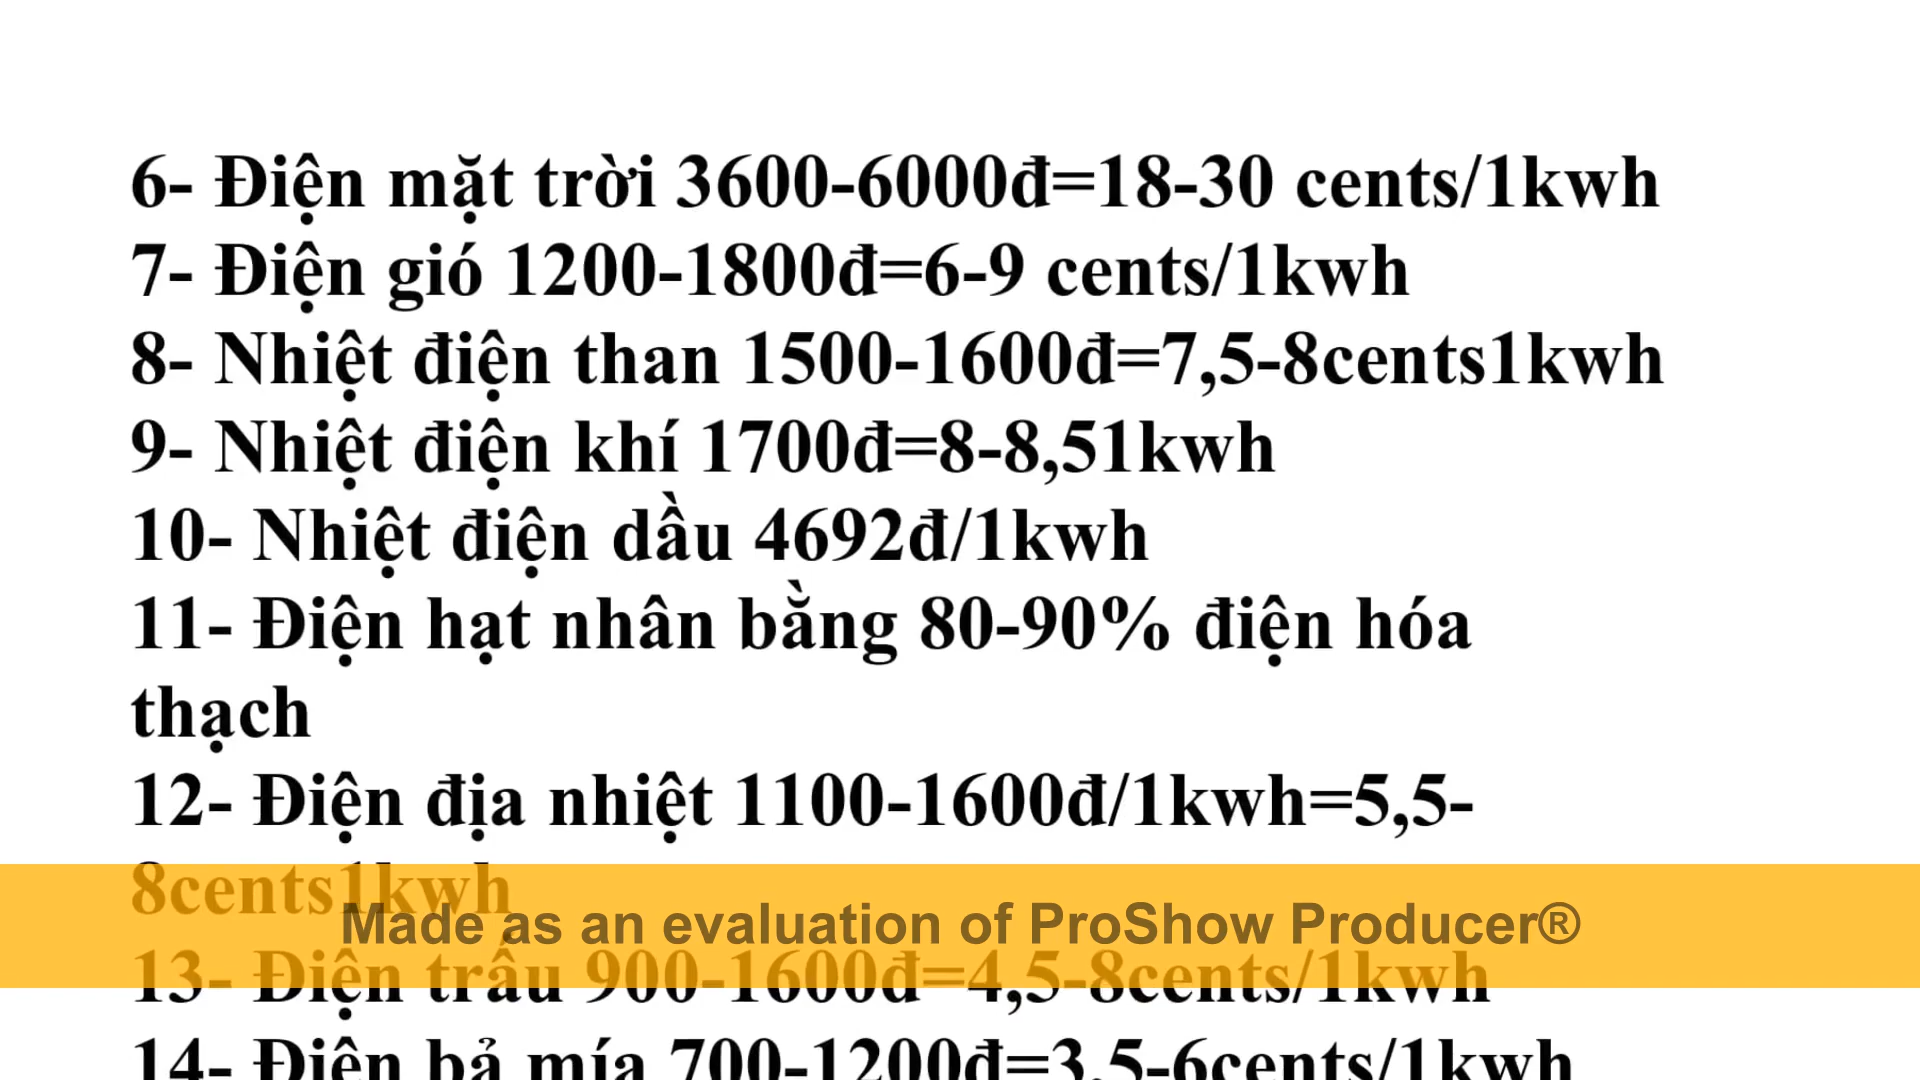 6- Điện mặt trời 3600-6000đ=18-30 cents/1kwh
7- Điện gió 1200-1800đ=6-9 cents/1kwh
8- Nhiệt điện than 1500-1600đ=7,5-8cents1kwh
9- Nhiệt điện khí 1700đ=8-8,51kwh
10- Nhiệt điện dầu 4692đ/1kwh
11- Điện hạt nhân bằng 80-90% điện hóa
thạch
12- Điện địa nhiệt 1100-1600đ/1kwh=5,5-
8cents1kwh
Made as an evaluation of ProShow Producer®
13- Điện trấu 900-1600đ=4,5-8cents/1kwh
14- Điện bả mía 700-1200đ=3,5-6cents/1kwh